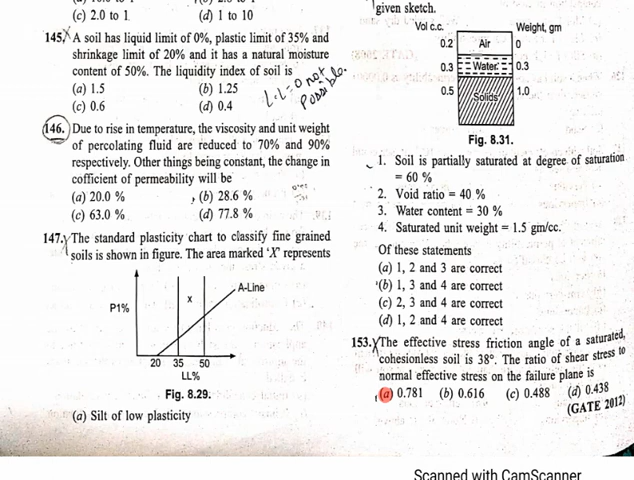 (c) 2.0 to 1
(d) 1 to 10
145. A soil has liquid limit of 0%, plastic limit of 35% and
shrinkage limit of 20% and it has a natural moisture
content of 50%. The liquidity index of soil is
(a) 1.5
(b) 1.25
(c) 0.6
(d) 0.4
L.L=0 not
Possible.
146. Due to rise in temperature, the viscosity and unit weight
of percolating fluid are reduced to 70% and 90%
respectively. Other things being constant, the change in
cofficient of permeability will be
(a) 20.0 %
(b) 28.6 %
(c) 63.0 %
(d) 77.8 %
147. The standard plasticity chart to classify fine grained
soils is shown in figure. The area marked 'X' represents
P1%
x
A-Line
20 35 50
LL%
Fig. 8.29.
(a) Silt of low plasticity
given sketch.
Vol c.c.
Weight, gm
0.2 Air 0
0.3 Water 0.3
0.5 Solids 1.0
Fig. 8.31.
1. Soil is partially saturated at degree of saturation
= 60 %
2. Void ratio = 40 %
3. Water content = 30 %
4. Saturated unit weight = 1.5 gm/cc.
Of these statements
(a) 1, 2 and 3 are correct
(b) 1, 3 and 4 are correct
(c) 2, 3 and 4 are correct
(d) 1, 2 and 4 are correct
153. The effective stress friction angle of a saturated,
cohesionless soil is 38°. The ratio of shear stress to
normal effective stress on the failure plane is
(a) 0.781 (b) 0.616 (c) 0.488 (d) 0.438
(GATE 2012)
Scanned with CamScanner